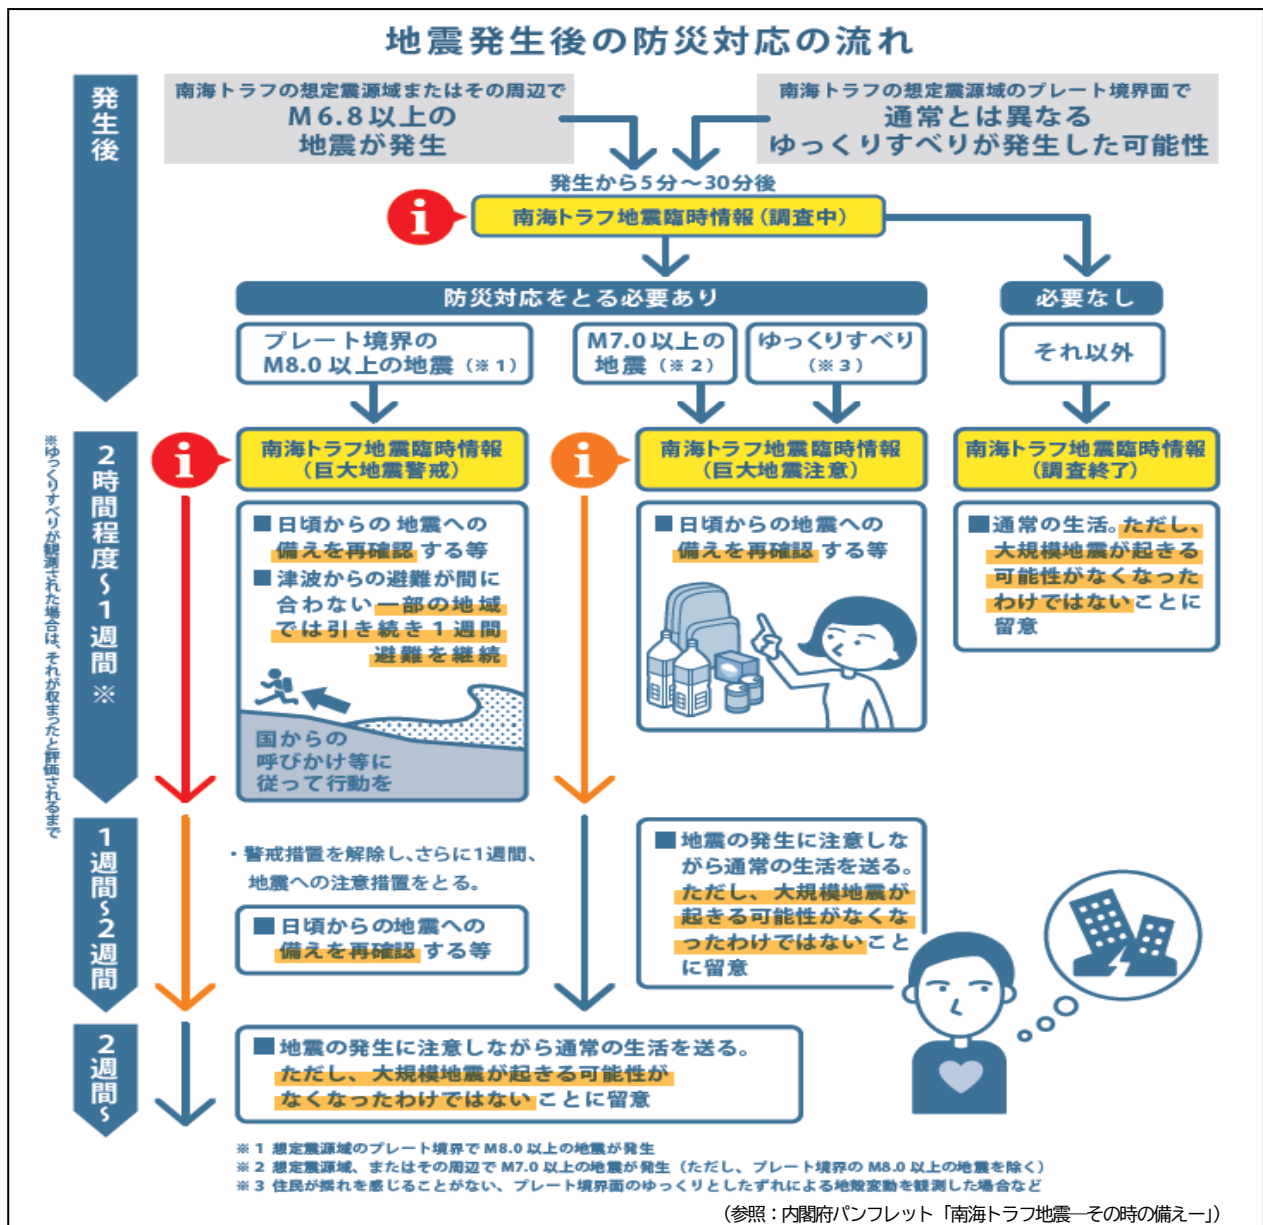 地震発生後の防災対応の流れ
発生後
南海トラフの想定震源域またはその周辺で
M6.8以上の
地震が発生
南海トラフの想定震源域のプレート境界面で
通常とは異なる
ゆっくりすべりが発生した可能性
発生から5分～30分後
i
南海トラフ地震臨時情報（調査中）
防災対応をとる必要あり
必要なし
プレート境界の
M8.0以上の地震（※1）
M7.0以上の
地震（※2）
ゆっくりすべり
（※3）
それ以外
2時間程度～1週間※
※ゆっくりすべりが観測された場合は、それが収まったと評価されるまで
i
南海トラフ地震臨時情報
（巨大地震警戒）
■日頃からの 地震への
備えを再確認 する等
■津波からの避難が間に
合わない一部の地域
では引き続き1週間
避難を継続
国からの
呼びかけ等に
従って行動を
i
南海トラフ地震臨時情報
（巨大地震注意）
■日頃からの地震への
備えを再確認 する等
南海トラフ地震臨時情報
（調査終了）
■通常の生活。ただし、
大規模地震が起きる
可能性がなくなった
わけではないことに
留意
1週間～2週間
・警戒措置を解除し、さらに1週間、
地震への注意措置をとる。
■日頃からの地震への
備えを再確認 する等
■地震の発生に注意しな
がら通常の生活を送る。
ただし、大規模地震が
起きる可能性がなくな
ったわけではないこと
に留意
2週間～
■地震の発生に注意しながら通常の生活を送る。
ただし、大規模地震が起きる可能性が
なくなったわけではない ことに留意
※1 想定震源域のプレート境界でM8.0以上の地震が発生
※2 想定震源域、またはその周辺でM7.0以上の地震が発生（ただし、プレート境界のM8.0以上の地震を除く）
※3 住民が揺れを感じることがない、プレート境界面のゆっくりとしたずれによる地殻変動を観測した場合など
（参照：内閣府パンフレット「南海トラフ地震―その時の備えー」）